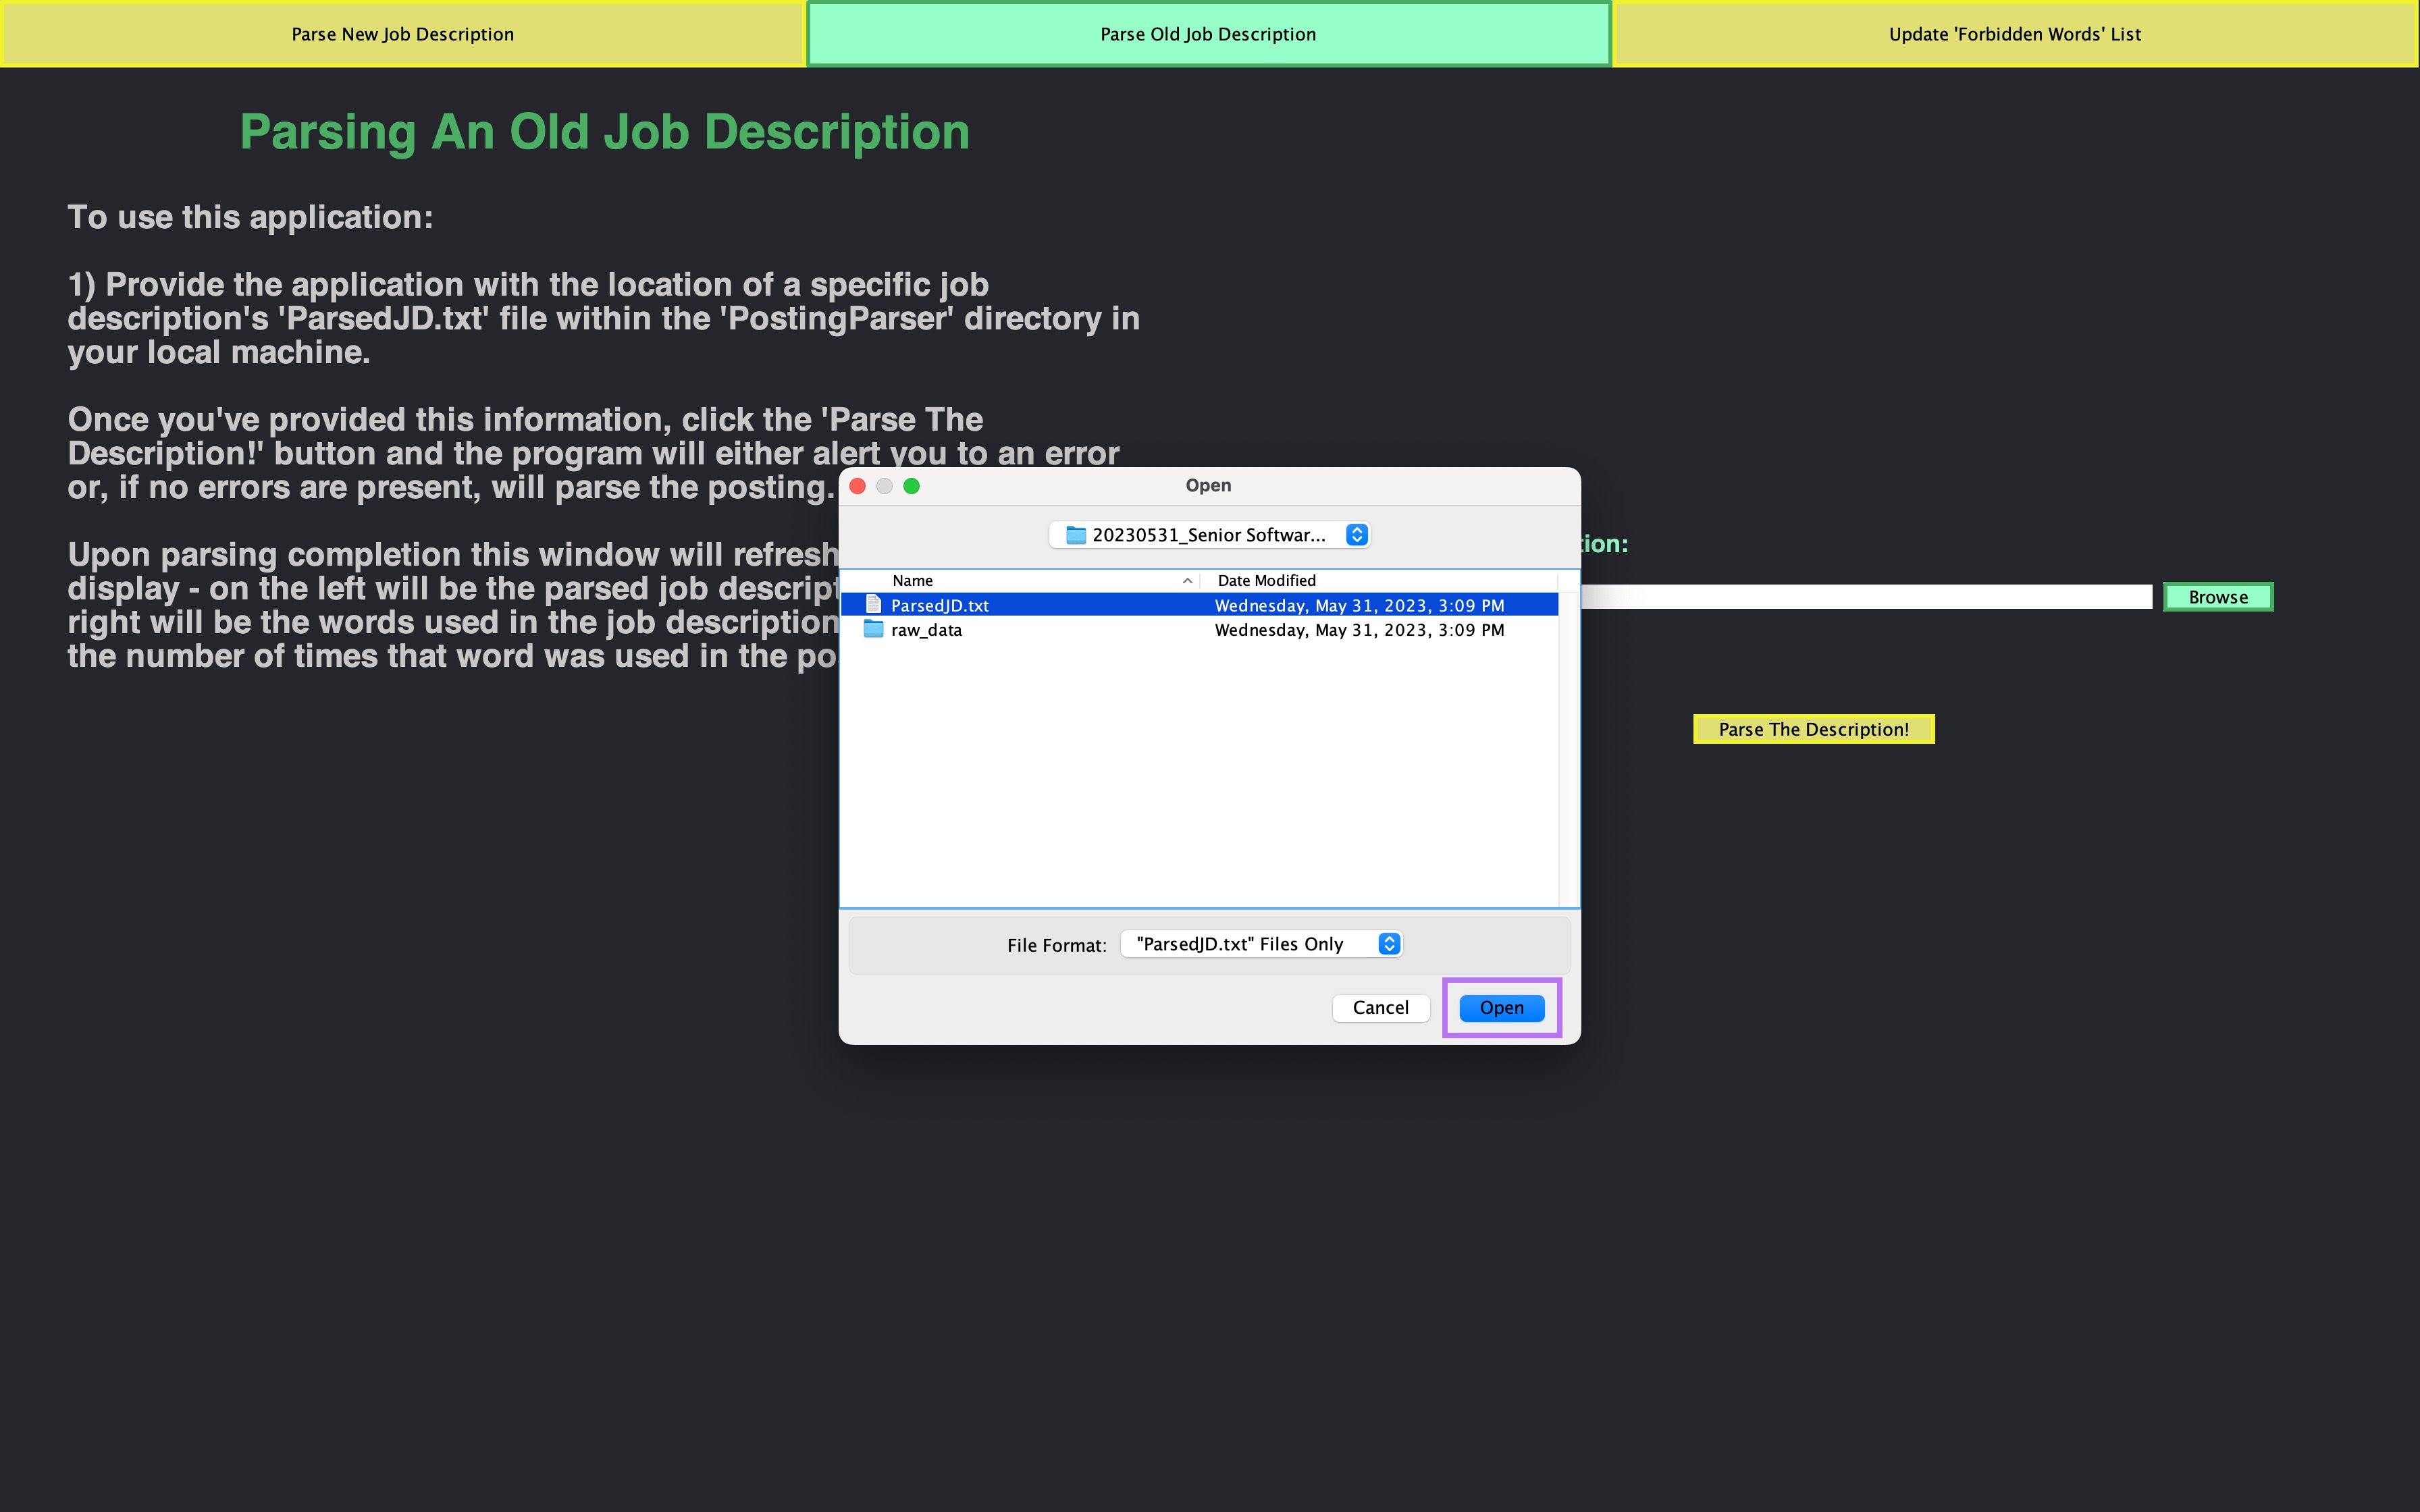 Parse New Job Description
Parse Old Job Description
Update 'Forbidden Words' List
Parsing An Old Job Description
To use this application:
1) Provide the application with the location of a specific job
description's 'ParsedJD.txt' file within the 'PostingParser' directory in
your local machine.
Once you've provided this information, click the 'Parse The
Description!' button and the program will either alert you to an error
or, if no errors are present, will parse the posting.
Upon parsing completion this window will refresh
display - on the left will be the parsed job descript
right will be the words used in the job description
the number of times that word was used in the po
Open
20230531_Senior Softwar...
Name
Date Modified
ParsedJD.txt
Wednesday, May 31, 2023, 3:09 PM
raw_data
Wednesday, May 31, 2023, 3:09 PM
File Format:
"ParsedJD.txt" Files Only
Cancel
Open
tion:
Browse
Parse The Description!